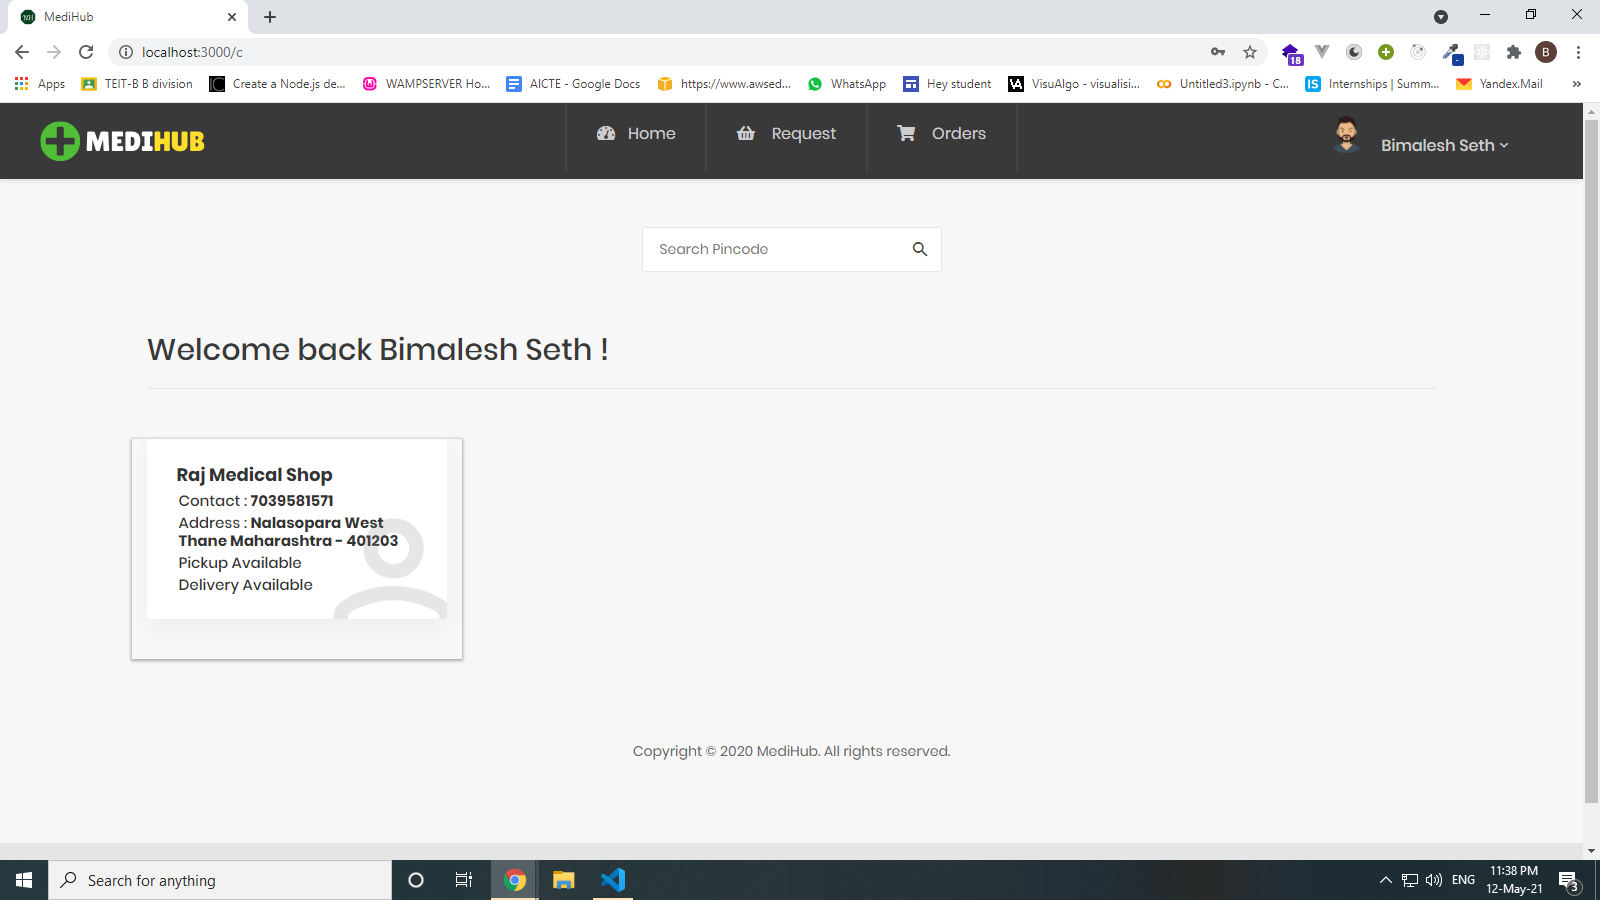 MediHub
localhost:3000/c
18
B
Apps
TEIT-B B division
Create a Node.js de...
WAMPSERVER Ho...
AICTE - Google Docs
https://www.awsed...
WhatsApp
Hey student
VisuAlgo - visualisi...
Untitled3.ipynb - C...
Internships | Summ...
Yandex.Mail
»
MEDIHUB
Home
Request
Orders
Bimalesh Seth
Search Pincode
Welcome back Bimalesh Seth !
Raj Medical Shop
Contact : 7039581571
Address : Nalasopara West
Thane Maharashtra - 401203
Pickup Available
Delivery Available
Copyright © 2020 MediHub. All rights reserved.
Search for anything
ENG
11:38 PM
12-May-21
3